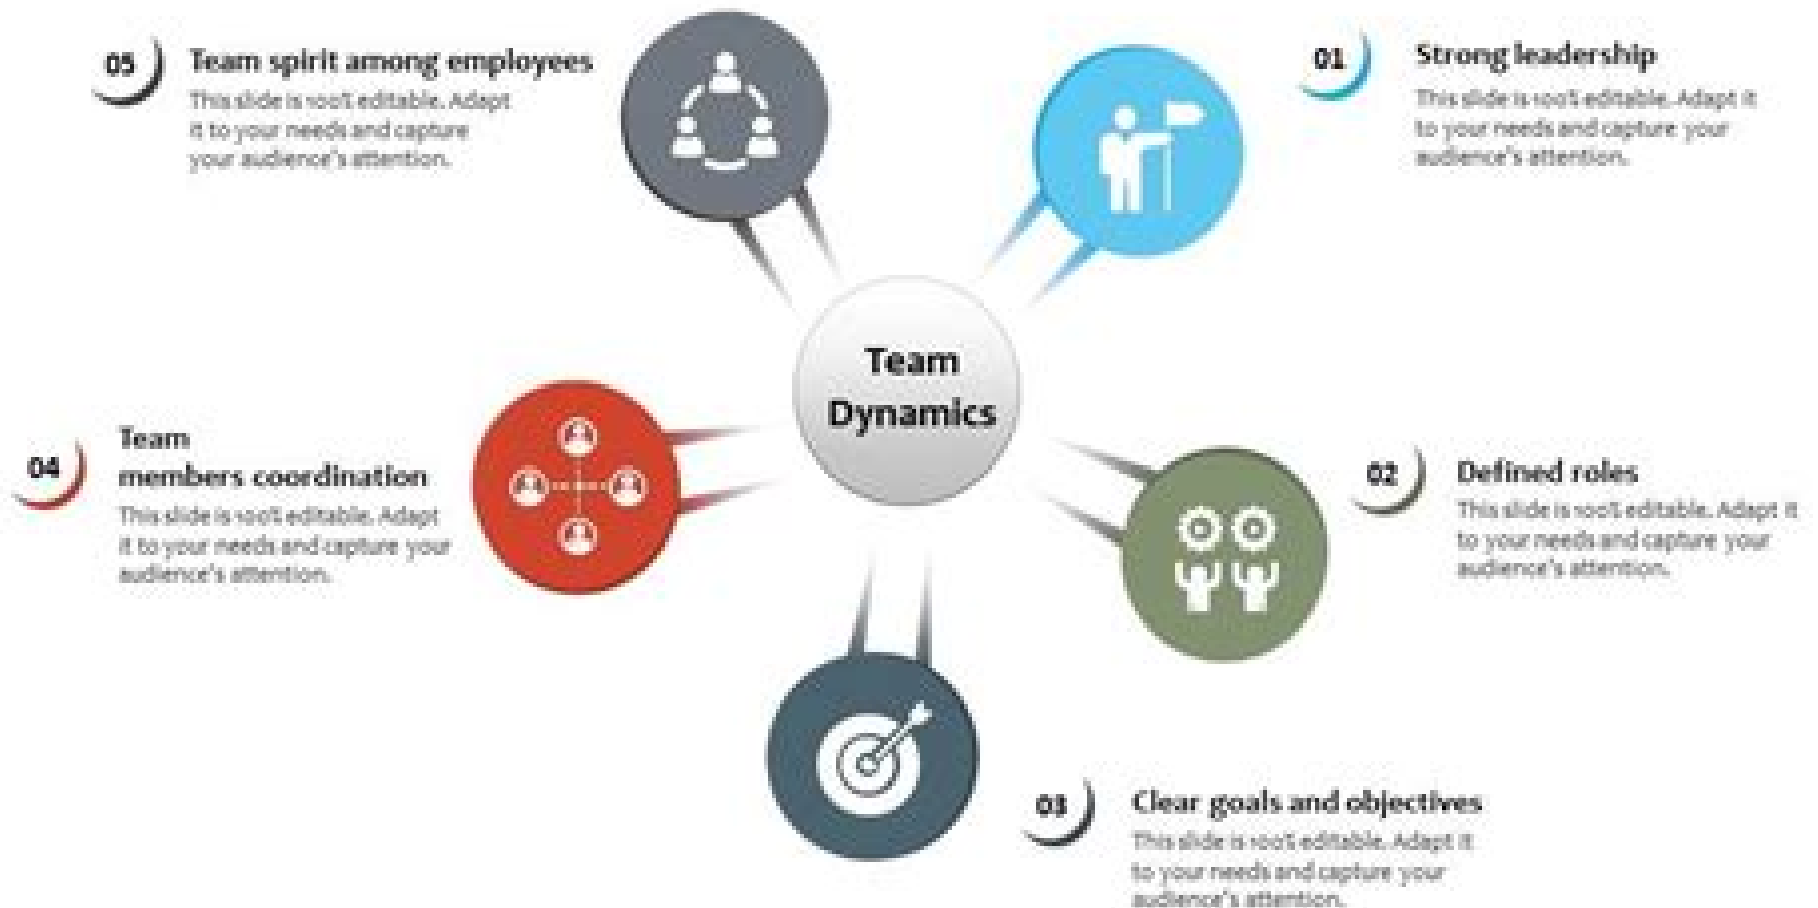 Team
Dynamics
01
Strong leadership
This slide is 100% editable. Adapt it
to your needs and capture your
audience's attention.
02
Defined roles
This slide is 100% editable. Adapt it
to your needs and capture your
audience's attention.
03
Clear goals and objectives
This slide is 100% editable. Adapt it
to your needs and capture your
audience's attention.
04
Team
members coordination
This slide is 100% editable. Adapt
it to your needs and capture your
audience's attention.
05
Team spirit among employees
This slide is 100% editable. Adapt
it to your needs and capture
your audience's attention.